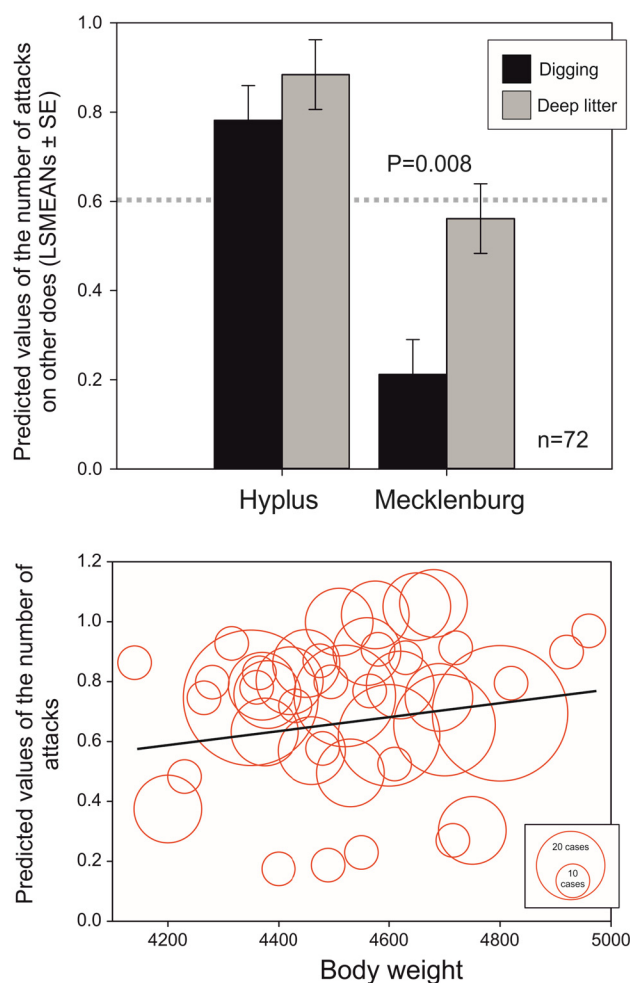 Predicted values of the number of attacks
on other does (LSMEANs ± SE)
1.0
0.8
0.6
0.4
0.2
0.0
Digging
Deep litter
P=0.008
n=72
Hyplus
Mecklenburg
Predicted values of the number of
attacks
1.2
1.0
0.8
0.6
0.4
0.2
0.0
20 cases
10
cases
4200
4400
4600
4800
5000
Body weight